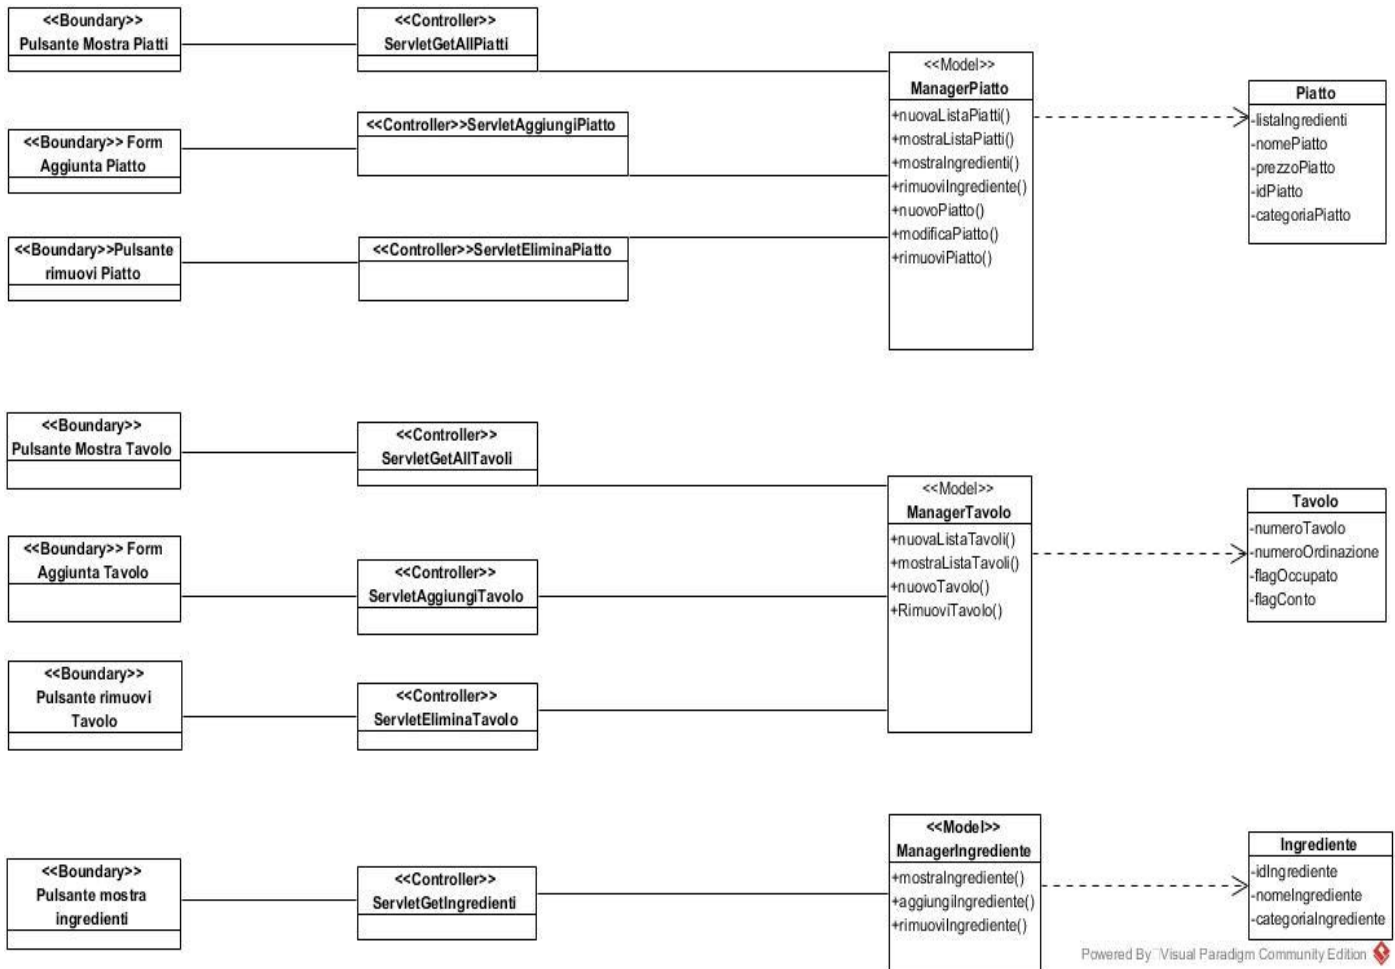 <<Boundary>>
Pulsante Mostra Piatti
<<Controller>>
ServletGetAllPiatti
<<Model>>
ManagerPiatto
+nuovaListaPiatti()
+mostraListaPiatti()
+mostraIngredienti()
+rimuoviIngrediente()
+nuovoPiatto()
+modificaPiatto()
+rimuoviPiatto()
Piatto
-listaIngredienti
-nomePiatto
-prezzoPiatto
-idPiatto
-categoriaPiatto
<<Boundary>> Form
Aggiunta Piatto
<<Controller>>ServletAggiungiPiatto
<<Boundary>>Pulsante
rimuovi Piatto
<<Controller>>ServletEliminaPiatto
<<Boundary>>
Pulsante Mostra Tavolo
<<Controller>>
ServletGetAllTavoli
<<Model>>
ManagerTavolo
+nuovaListaTavoli()
+mostraListaTavoli()
+nuovoTavolo()
+RimuoviTavolo()
Tavolo
-numeroTavolo
-numeroOrdinazione
-flagOccupato
-flagConto
<<Boundary>> Form
Aggiunta Tavolo
<<Controller>>
ServletAggiungiTavolo
<<Boundary>>
Pulsante rimuovi
Tavolo
<<Controller>>
ServletEliminaTavolo
<<Boundary>>
Pulsante mostra
ingredienti
<<Controller>>
ServletGetIngredienti
<<Model>>
ManagerIngrediente
+mostraIngrediente()
+aggiungiIngrediente()
+rimuoviIngrediente()
Ingrediente
-idIngrediente
-nomeIngrediente
-categoriaIngrediente
Powered By Visual Paradigm Community Edition